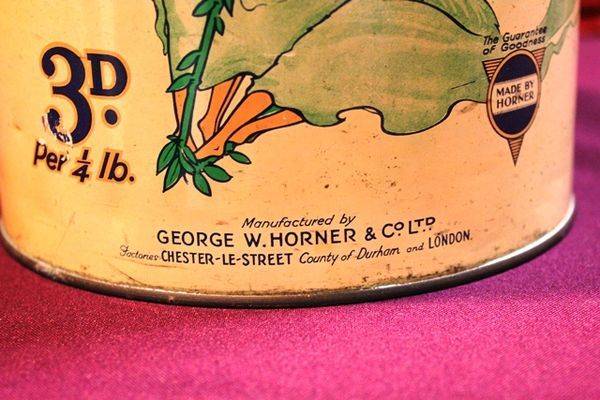 The Guarantee
of Goodness
MADE BY
HORNER
3D.
Per 1/4 lb.
Manufactured by
GEORGE W. HORNER & Co LTD
Factories CHESTER-LE-STREET County of Durham and LONDON.